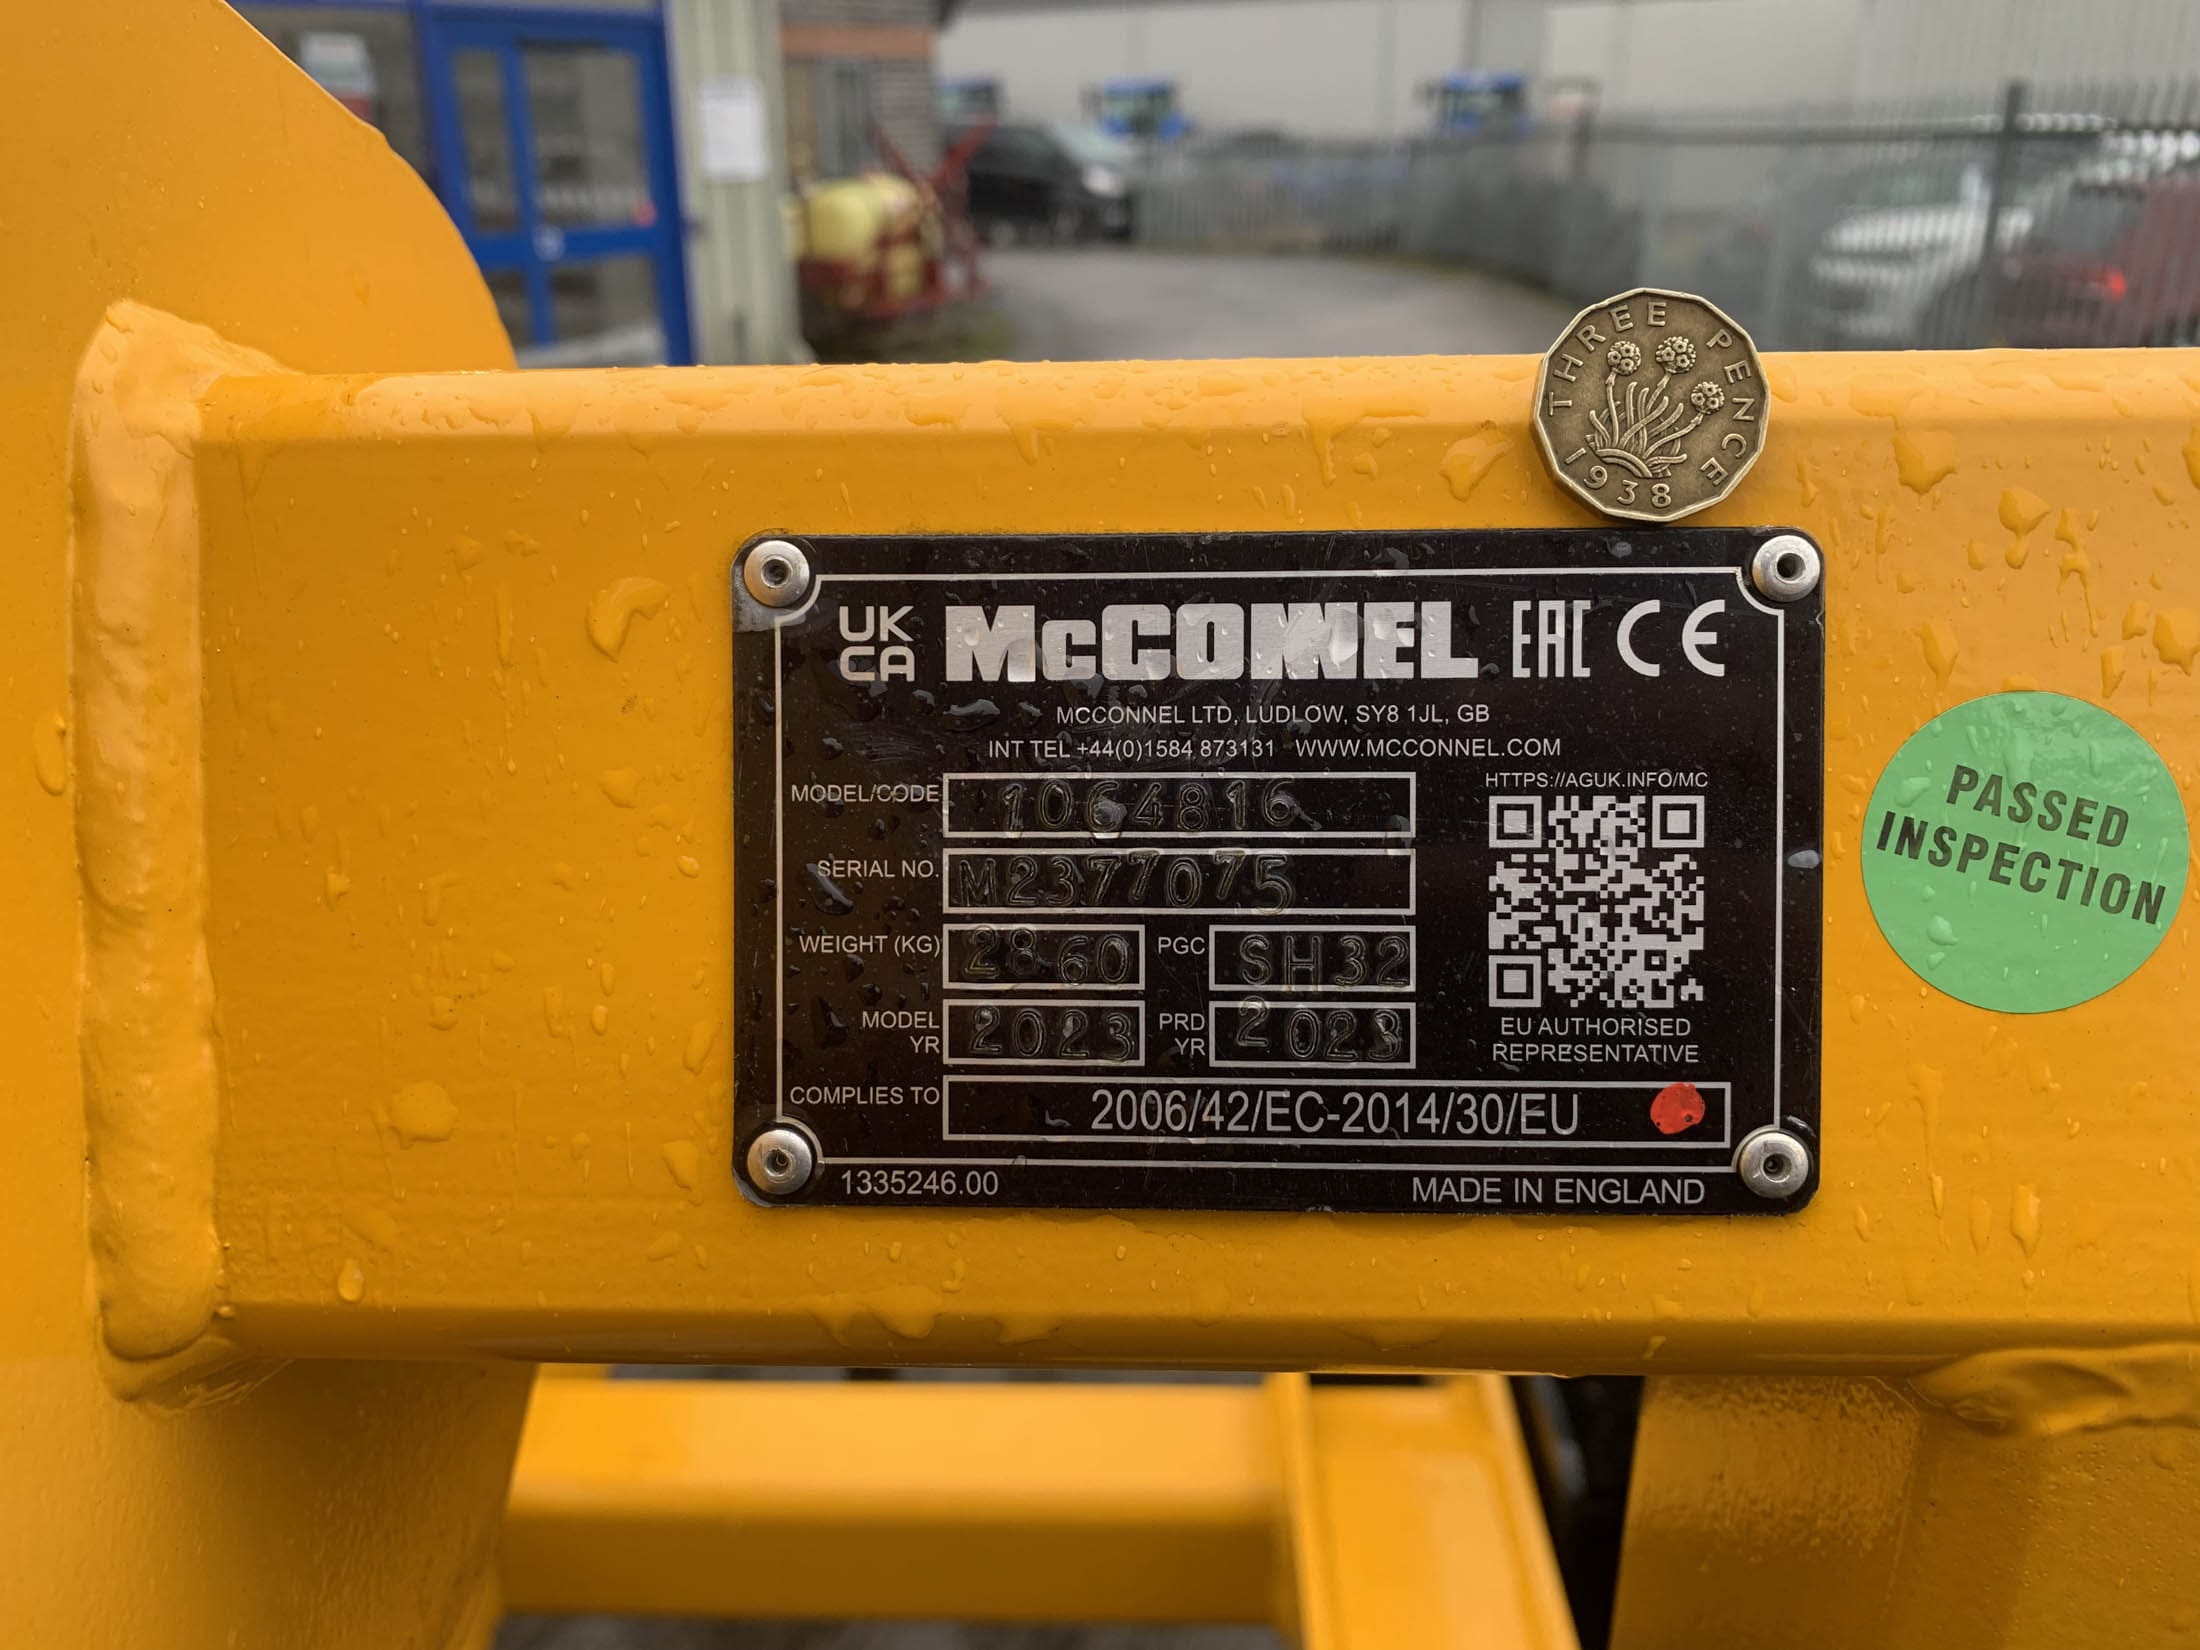 THREE PENCE
1938
UK
CA
McCONNEL EAC CE
MCCONNEL LTD, LUDLOW, SY8 1JL, GB
INT TEL +44(0)1584 873131 WWW.MCCONNEL.COM
HTTPS://AGUK.INFO/MC
MODEL/CODE 1064816
SERIAL NO. M2377075
WEIGHT (KG) 2860 PGC SH32
MODEL YR 2023 PRD YR 2023
EU AUTHORISED
REPRESENTATIVE
COMPLIES TO 2006/42/EC-2014/30/EU
1335246.00 MADE IN ENGLAND
PASSED
INSPECTION